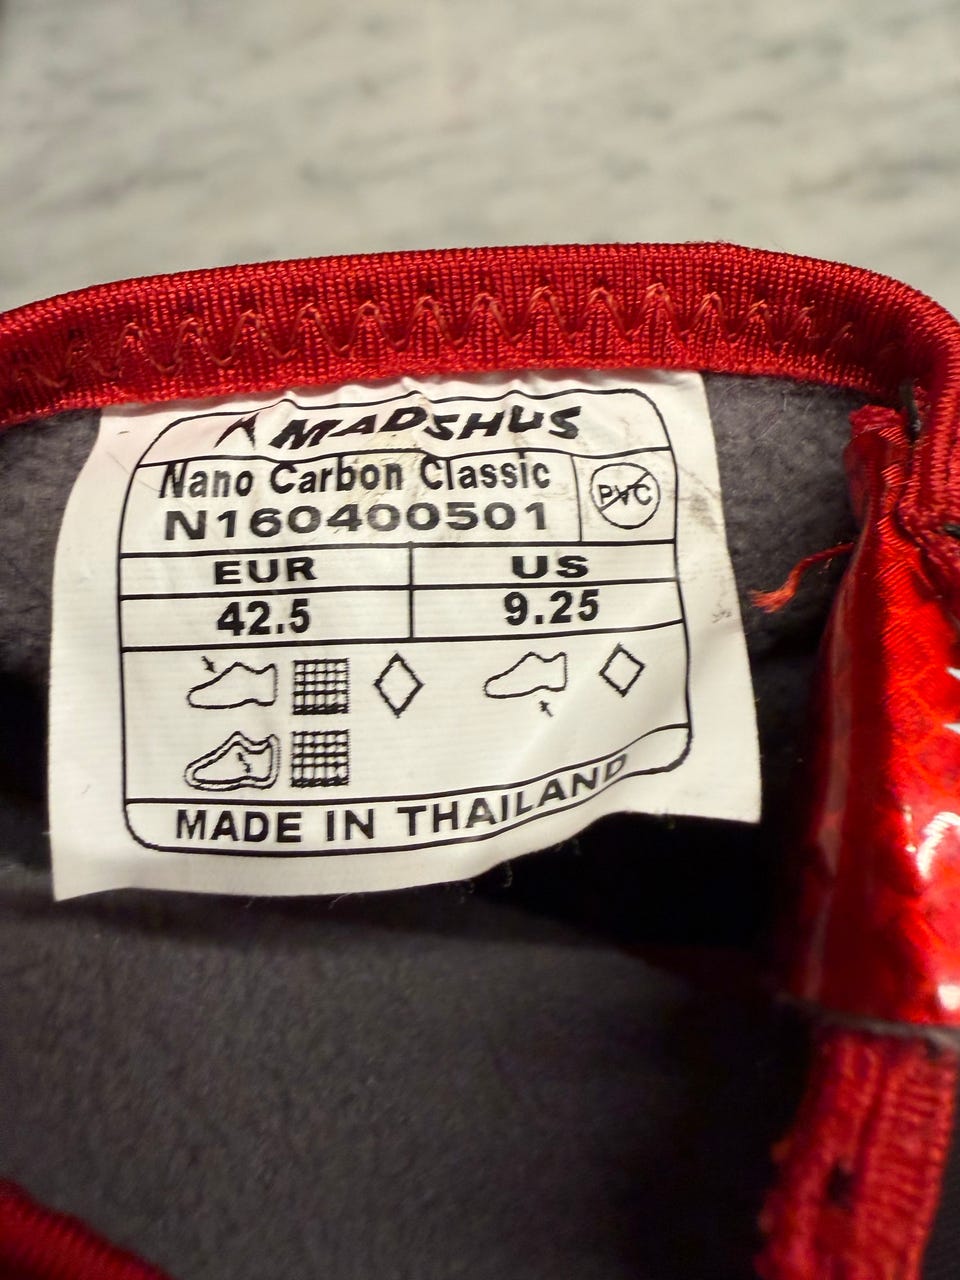 MADSHUS
Nano Carbon Classic
N160400501
PVC
EUR US
42.5 9.25
MADE IN THAILAND